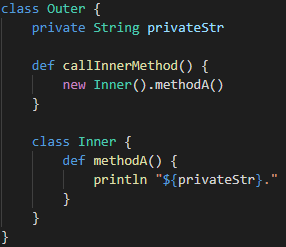 class Outer {
    private String privateStr

    def callInnerMethod() {
        new Inner().methodA()
    }

    class Inner {
        def methodA() {
            println "${privateStr}."
        }
    }
}